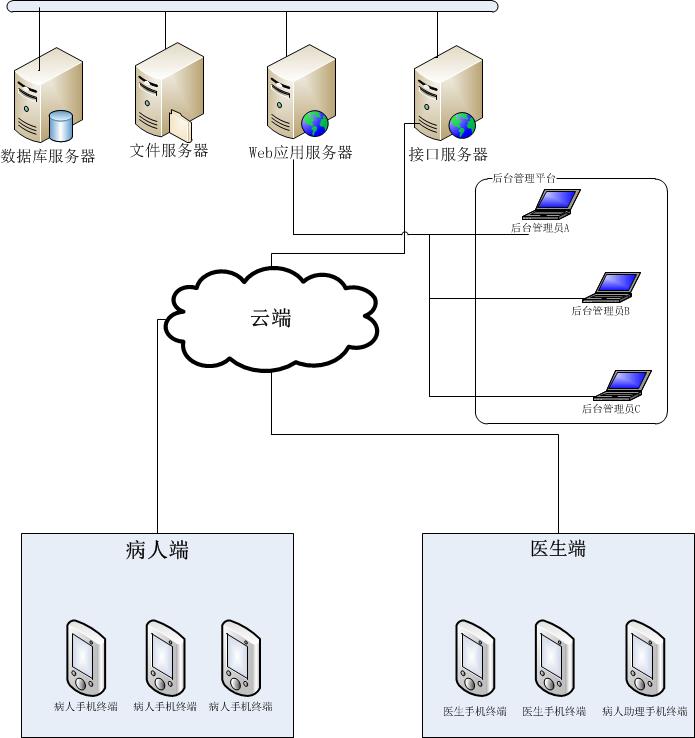 数据库服务器
文件服务器
Web应用服务器
接口服务器
后台管理平台
后台管理员A
后台管理员B
后台管理员C
云端
病人端
医生端
病人手机终端
病人手机终端
病人手机终端
医生手机终端
医生手机终端
病人助理手机终端